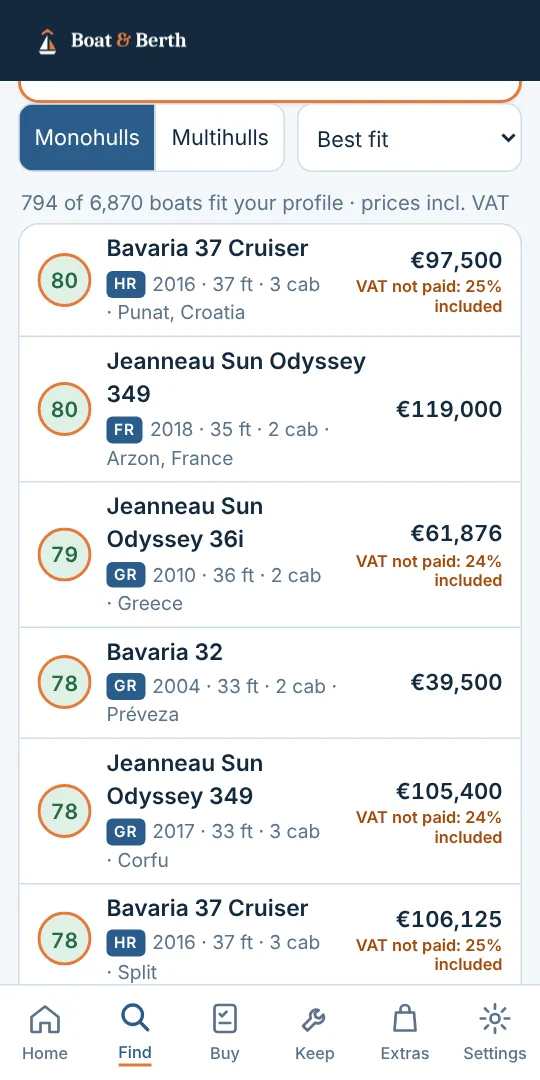 Boat & Berth
Monohulls
Multihulls
Best fit
794 of 6,870 boats fit your profile · prices incl. VAT
80
Bavaria 37 Cruiser
HR 2016 · 37 ft · 3 cab
· Punat, Croatia
€97,500
VAT not paid: 25%
included
80
Jeanneau Sun Odyssey
349
FR 2018 · 35 ft · 2 cab ·
Arzon, France
€119,000
79
Jeanneau Sun
Odyssey 36i
GR 2010 · 36 ft · 2 cab
· Greece
€61,876
VAT not paid: 24%
included
78
Bavaria 32
GR 2004 · 33 ft · 2 cab ·
Préveza
€39,500
78
Jeanneau Sun
Odyssey 349
GR 2017 · 33 ft · 3 cab
· Corfu
€105,400
VAT not paid: 24%
included
78
Bavaria 37 Cruiser
HR 2016 · 37 ft · 3 cab
· Split
€106,125
VAT not paid: 25%
included
Home
Find
Buy
Keep
Extras
Settings